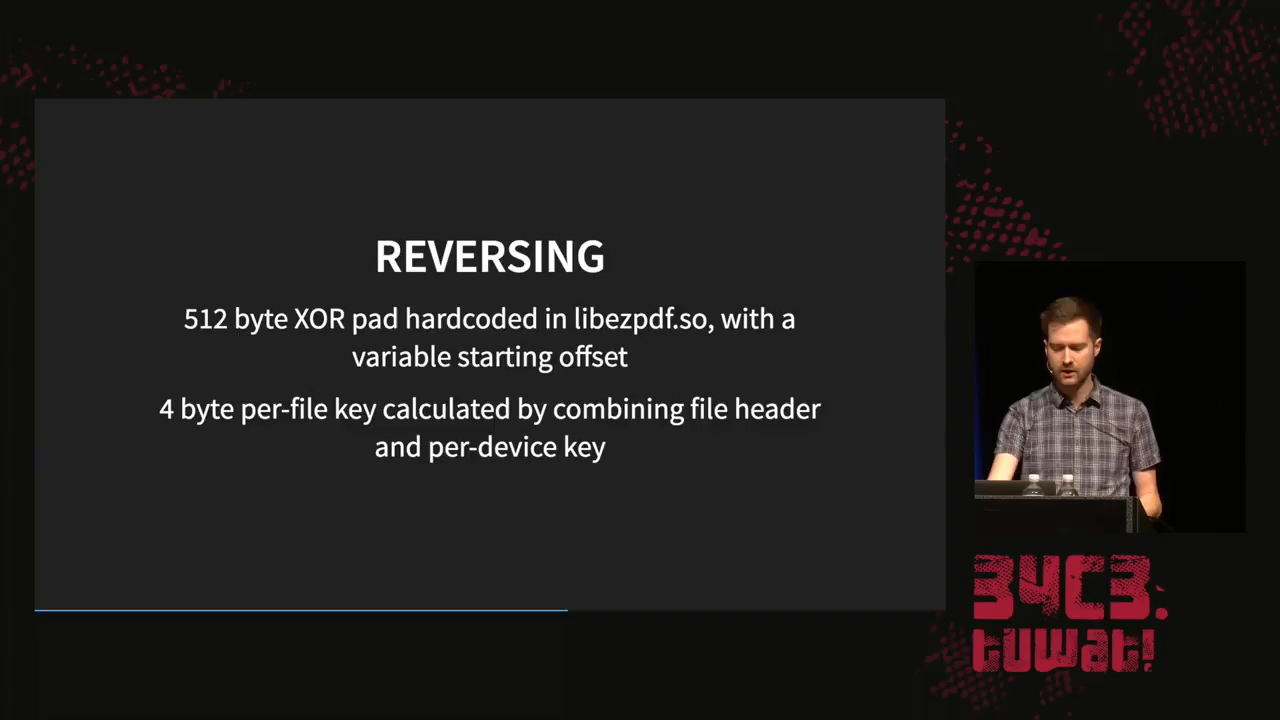 REVERSING
512 byte XOR pad hardcoded in libezpdf.so, with a
variable starting offset
4 byte per-file key calculated by combining file header
and per-device key
34C3.
tuwat!